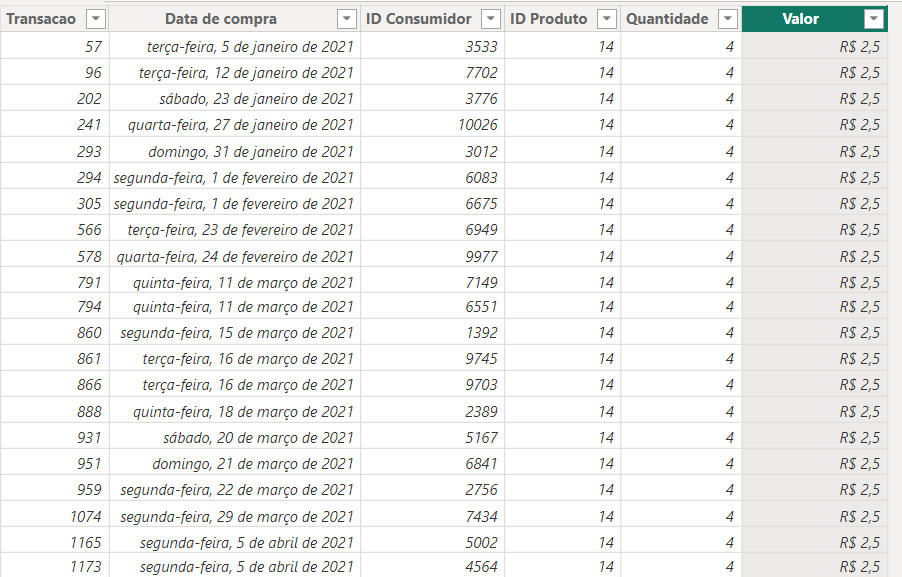 Transacao Data de compra ID Consumidor ID Produto Quantidade Valor
57 terça-feira, 5 de janeiro de 2021 3533 14 4 R$ 2,5
96 terça-feira, 12 de janeiro de 2021 7702 14 4 R$ 2,5
202 sábado, 23 de janeiro de 2021 3776 14 4 R$ 2,5
241 quarta-feira, 27 de janeiro de 2021 10026 14 4 R$ 2,5
293 domingo, 31 de janeiro de 2021 3012 14 4 R$ 2,5
294 segunda-feira, 1 de fevereiro de 2021 6083 14 4 R$ 2,5
305 segunda-feira, 1 de fevereiro de 2021 6675 14 4 R$ 2,5
566 terça-feira, 23 de fevereiro de 2021 6949 14 4 R$ 2,5
578 quarta-feira, 24 de fevereiro de 2021 9977 14 4 R$ 2,5
791 quinta-feira, 11 de março de 2021 7149 14 4 R$ 2,5
794 quinta-feira, 11 de março de 2021 6551 14 4 R$ 2,5
860 segunda-feira, 15 de março de 2021 1392 14 4 R$ 2,5
861 terça-feira, 16 de março de 2021 9745 14 4 R$ 2,5
866 terça-feira, 16 de março de 2021 9703 14 4 R$ 2,5
888 quinta-feira, 18 de março de 2021 2389 14 4 R$ 2,5
931 sábado, 20 de março de 2021 5167 14 4 R$ 2,5
951 domingo, 21 de março de 2021 6841 14 4 R$ 2,5
959 segunda-feira, 22 de março de 2021 2756 14 4 R$ 2,5
1074 segunda-feira, 29 de março de 2021 7434 14 4 R$ 2,5
1165 segunda-feira, 5 de abril de 2021 5002 14 4 R$ 2,5
1173 segunda-feira, 5 de abril de 2021 4564 14 4 R$ 2,5